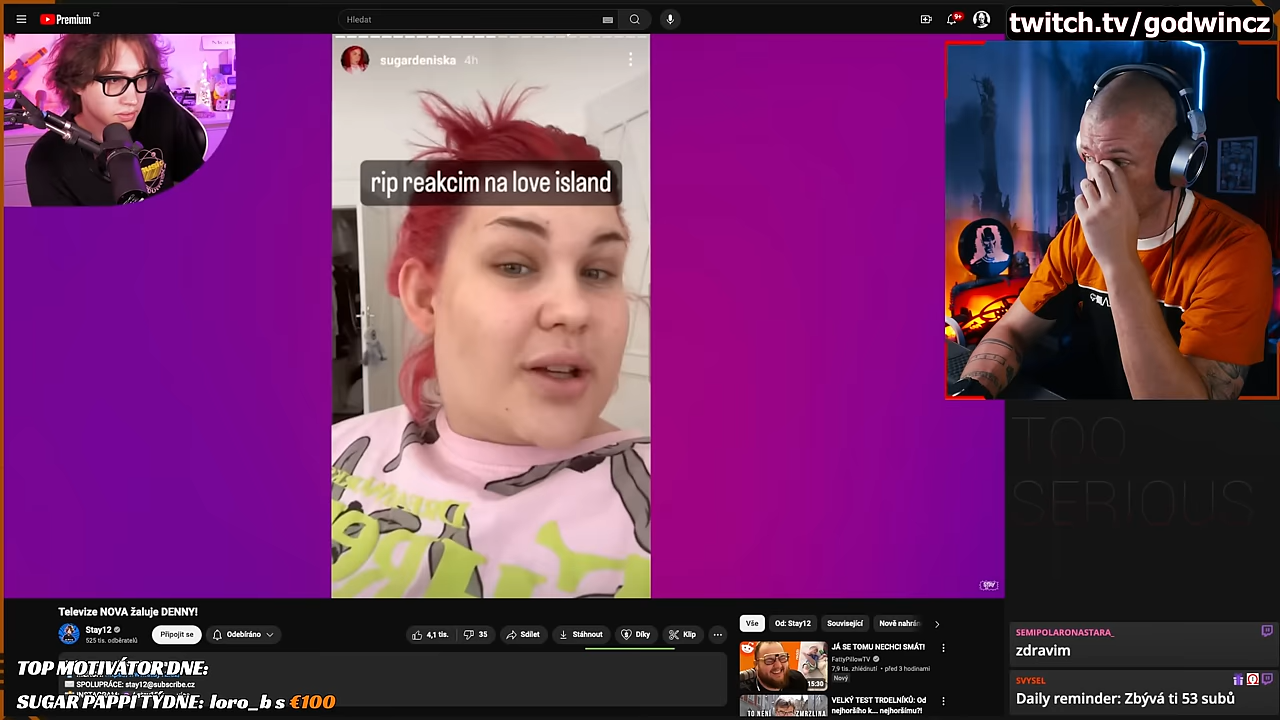 Premium CZ
Hledat
9+
twitch.tv/godwincz
sugardeniska 4h
rip reakcim na love island
TOO
SERIOUS
Televize NOVA žaluje DENNY!
Stay12
525 tis. odběratelů
Připojit se
Odebíráno
4,1 tis.
35
Sdílet
Stáhnout
Díky
Klip
Vše
Od: Stay12
Související
Nově nahrán
JÁ SE TOMU NECHCI SMÁT!
FattyPillowTV
7,9 tis. zhlédnutí • před 3 hodinami
Nový
15:30
VELKÝ TEST TRDELNÍKŮ: Od
nejhoršího k... nejhoršímu?!
TOP MOTIVÁTOR DNE:
SPOLUPRÁCE: stay12@subscribe.cz
SUGAR DAPPI TÝDNE: loro_b s €100
SEMIPOLARONASTARA_
zdravim
SVYSEL
Daily reminder: Zbývá ti 53 subů